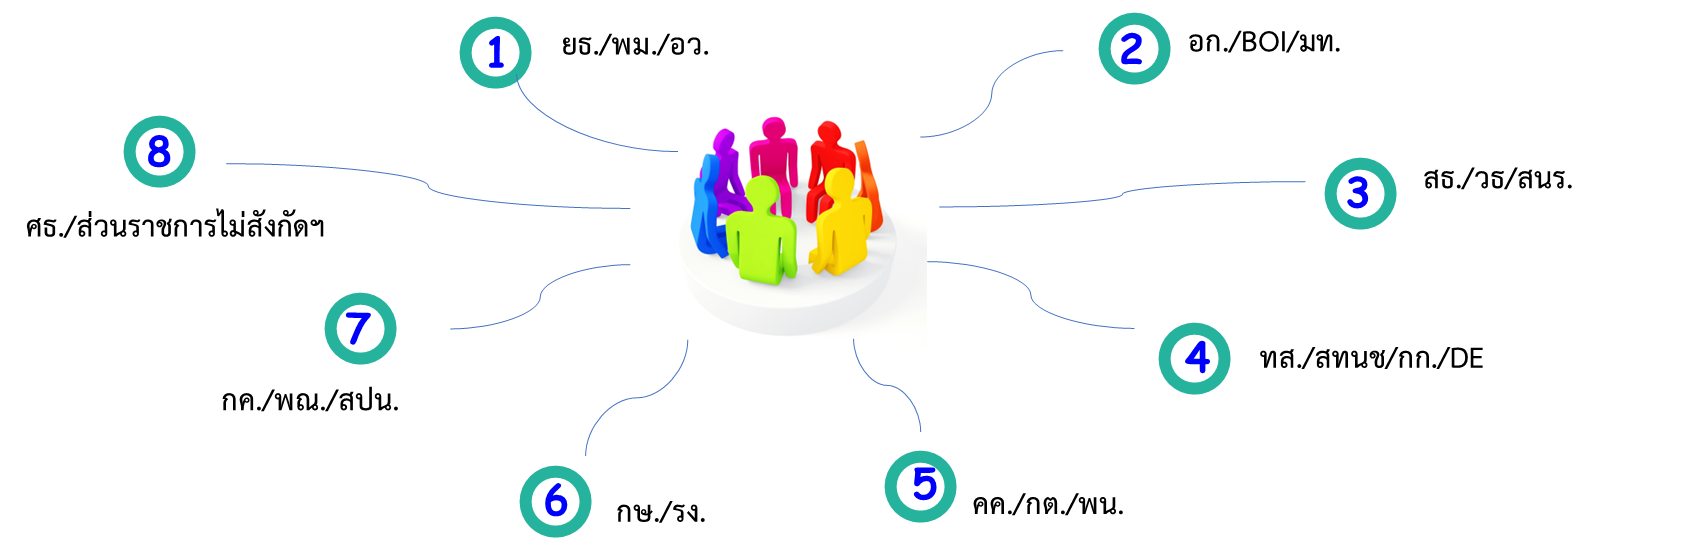 1
ยธ./พม./อว.
2
อก./BOI/มท.
3
สธ./วธ/สนร.
4
ทส./สทนช/กก./DE
5
คค./กต./พน.
6
กษ./รง.
7
กค./พณ./สปน.
8
ศธ./ส่วนราชการไม่สังกัดฯ